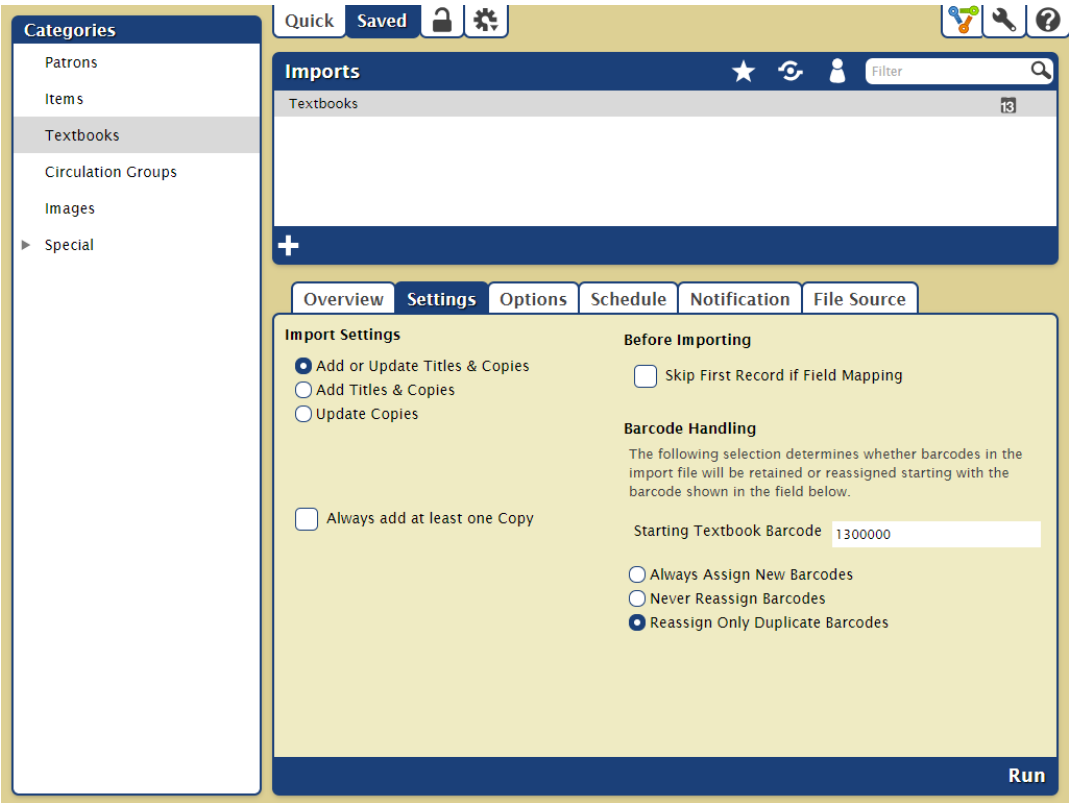 Categories
Patrons
Items
Textbooks
Circulation Groups
Images
Special
Quick Saved
?
Imports
Filter
Textbooks 13
Overview Settings Options Schedule Notification File Source
Import Settings
Add or Update Titles & Copies
Add Titles & Copies
Update Copies
Always add at least one Copy
Before Importing
Skip First Record if Field Mapping
Barcode Handling
The following selection determines whether barcodes in the
import file will be retained or reassigned starting with the
barcode shown in the field below.
Starting Textbook Barcode 1300000
Always Assign New Barcodes
Never Reassign Barcodes
Reassign Only Duplicate Barcodes
Run